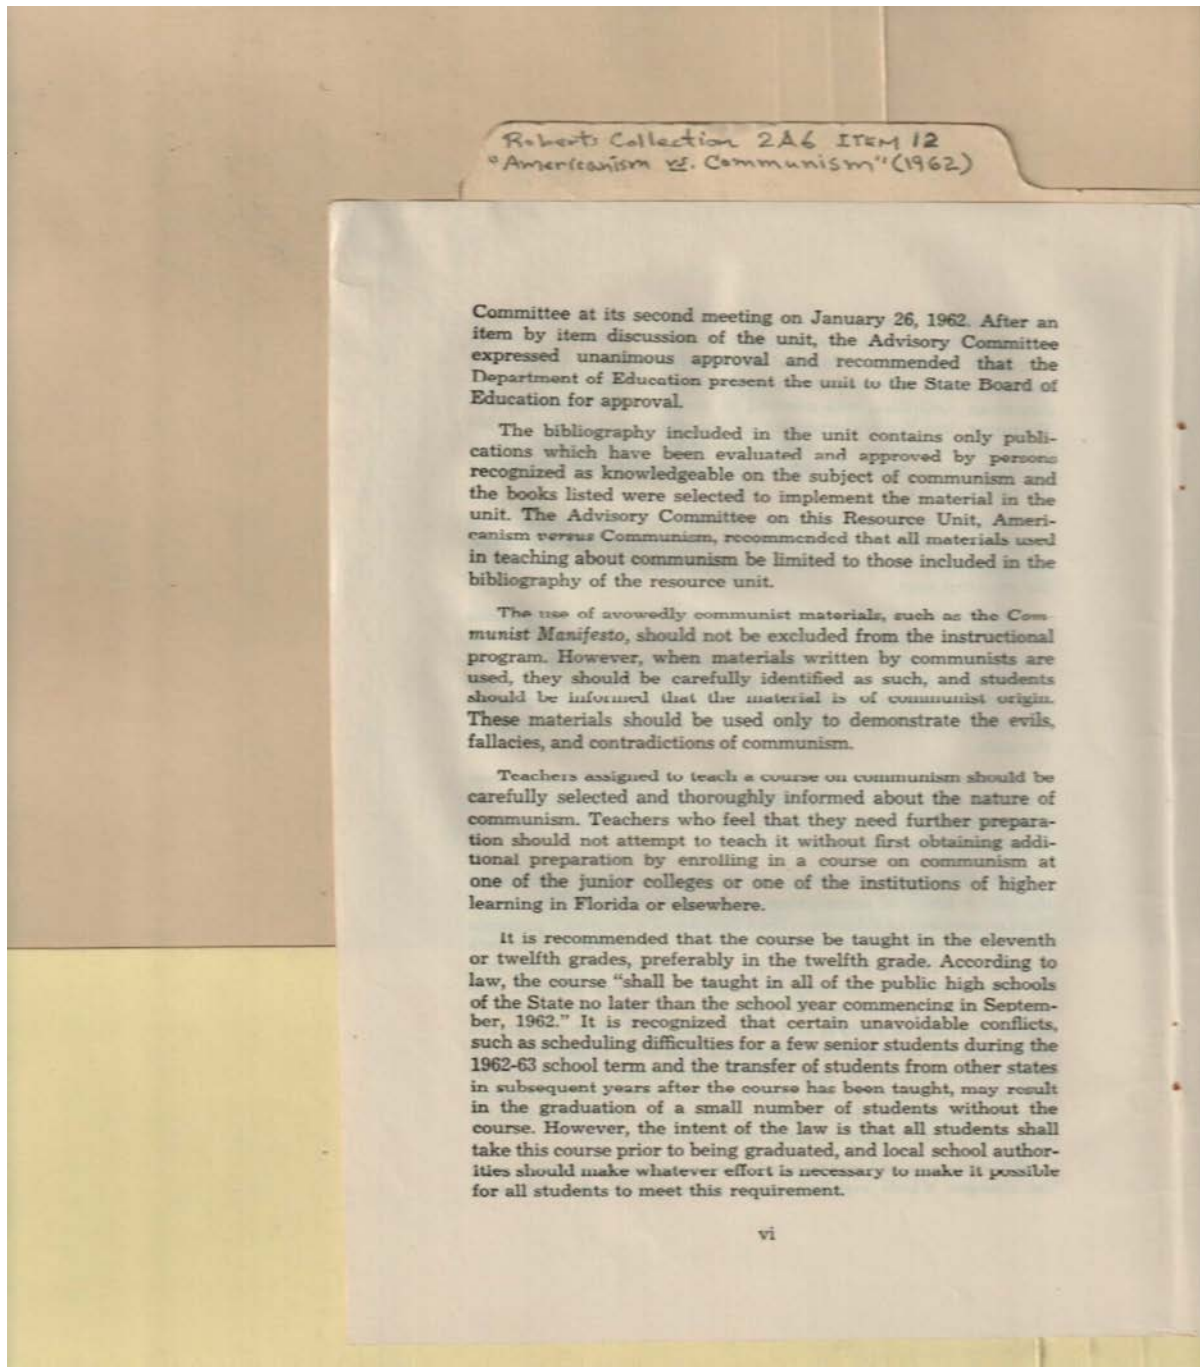 Roberts Collection 2A6 ITEM 12
"Americanism vs. Communism" (1962)
Committee at its second meeting on January 26, 1962. After an
item by item discussion of the unit, the Advisory Committee
expressed unanimous approval and recommended that the
Department of Education present the unit to the State Board of
Education for approval.
The bibliography included in the unit contains only publi-
cations which have been evaluated and approved by persons
recognized as knowledgeable on the subject of communism and
the books listed were selected to implement the material in the
unit. The Advisory Committee on this Resource Unit, Ameri-
canism versus Communism, recommended that all materials used
in teaching about communism be limited to those included in the
bibliography of the resource unit.
The use of avowedly communist materials, such as the Com-
munist Manifesto, should not be excluded from the instructional
program. However, when materials written by communists are
used, they should be carefully identified as such, and students
should be informed that the material is of communist origin.
These materials should be used only to demonstrate the evils,
fallacies, and contradictions of communism.
Teachers assigned to teach a course on communism should be
carefully selected and thoroughly informed about the nature of
communism. Teachers who feel that they need further prepara-
tion should not attempt to teach it without first obtaining addi-
tional preparation by enrolling in a course on communism at
one of the junior colleges or one of the institutions of higher
learning in Florida or elsewhere.
It is recommended that the course be taught in the eleventh
or twelfth grades, preferably in the twelfth grade. According to
law, the course "shall be taught in all of the public high schools
of the State no later than the school year commencing in Septem-
ber, 1962." It is recognized that certain unavoidable conflicts,
such as scheduling difficulties for a few senior students during the
1962-63 school term and the transfer of students from other states
in subsequent years after the course has been taught, may result
in the graduation of a small number of students without the
course. However, the intent of the law is that all students shall
take this course prior to being graduated, and local school author-
ities should make whatever effort is necessary to make it possible
for all students to meet this requirement.
vi